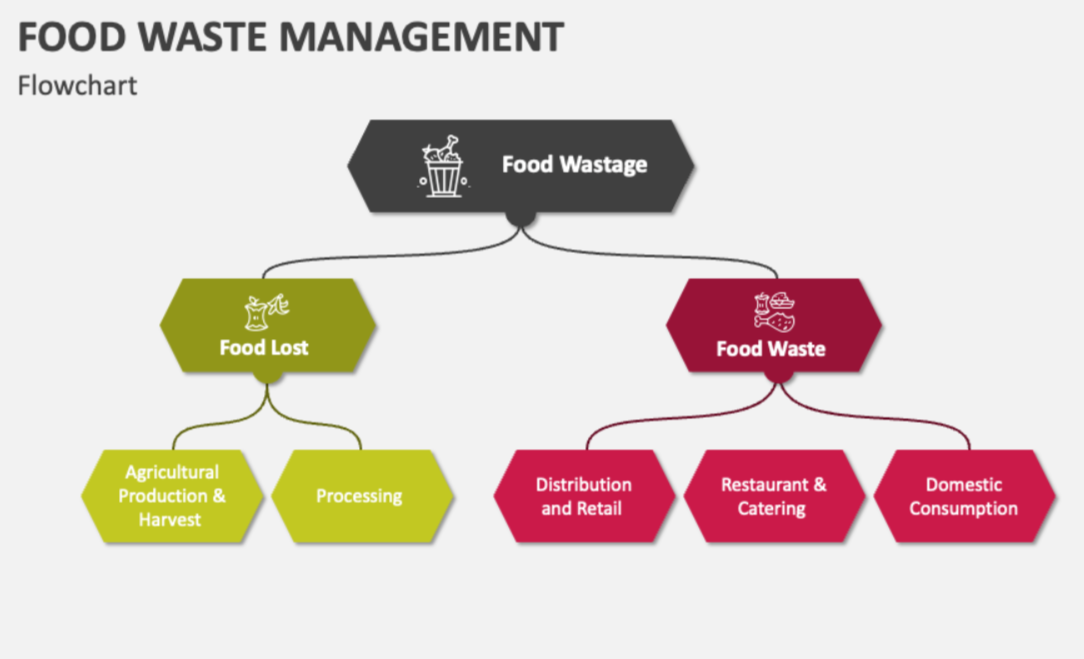 FOOD WASTE MANAGEMENT
Flowchart
Food Wastage
Food Lost
Food Waste
Agricultural
Production &
Harvest
Processing
Distribution
and Retail
Restaurant &
Catering
Domestic
Consumption